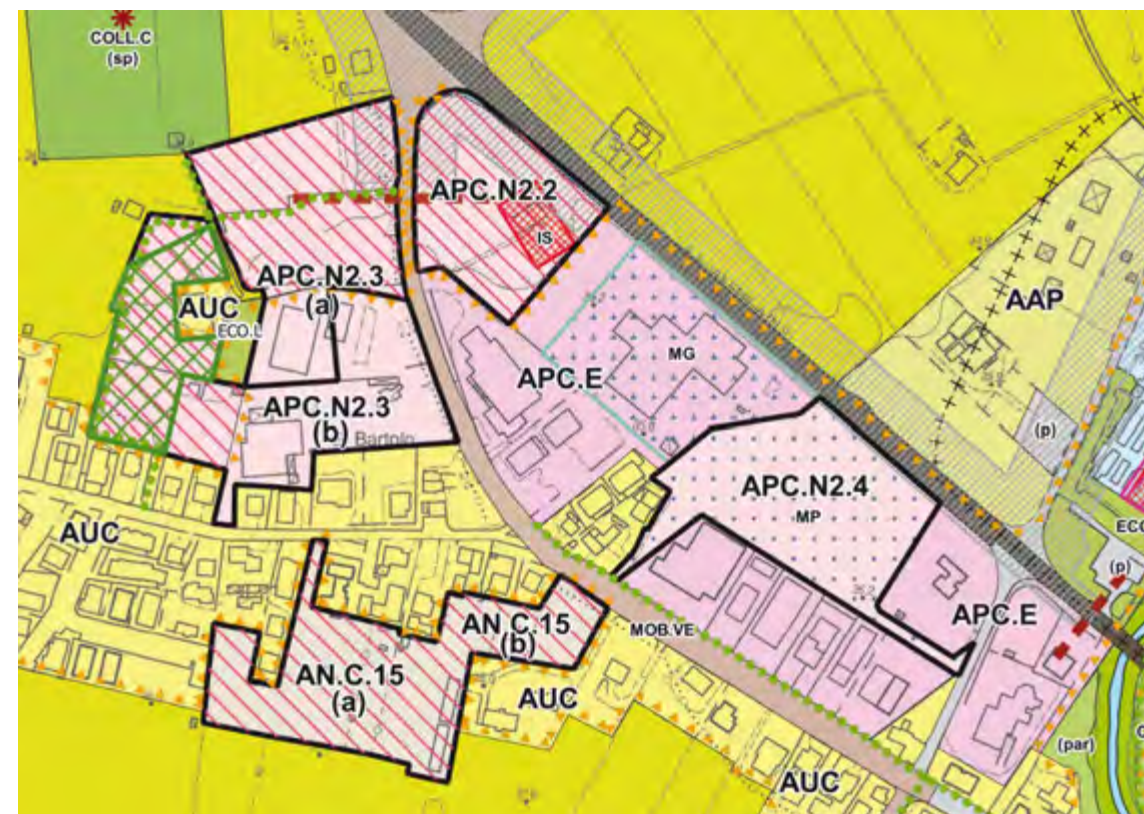 COLL.C
(sp)
APC.N2.2
IS
APC.N2.3
(a)
AUC
ECO.L
AAP
MG
APC.E
APC.N2.3
(b)
Bartolo
(p)
APC.N2.4
MP
AUC
ECO
(p)
APC.E
AN.C.15
(b)
MOB.VE
AN.C.15
(a)
AUC
(par)
AUC